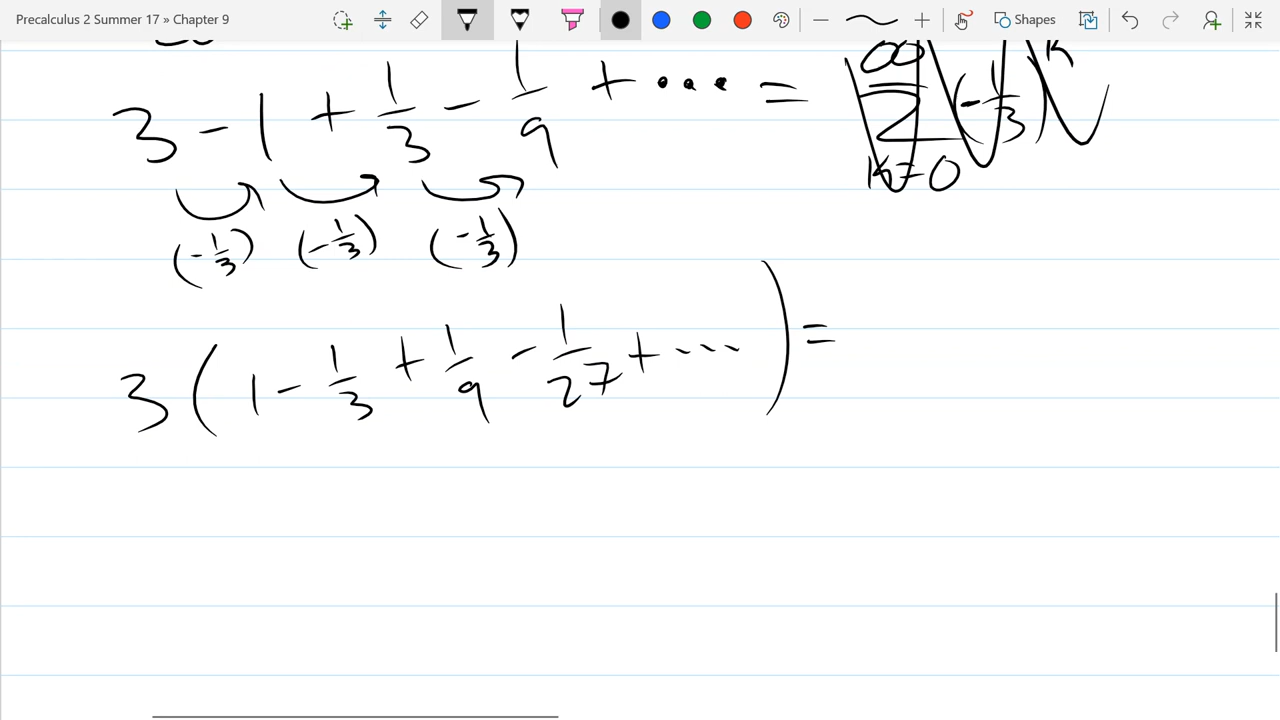 Precalculus 2 Summer 17 » Chapter 9
Shapes
3 - 1 + 1/3 - 1/9 + ... = ∞ Σ K=0 (-1/3)^K
(-1/3) (-1/3) (-1/3)
3 ( 1 - 1/3 + 1/9 - 1/27 + ... ) =